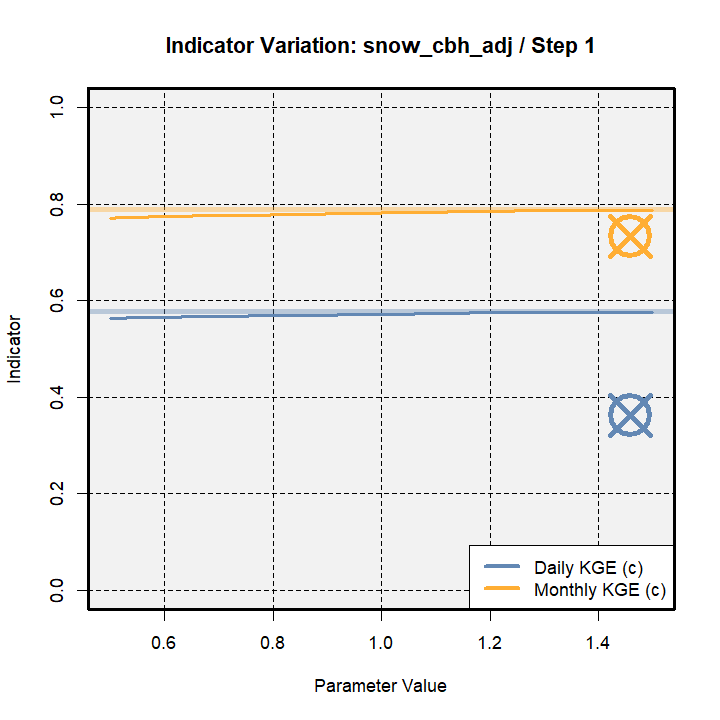 Indicator Variation: snow_cbh_adj / Step 1
Indicator
1.0
0.8
0.6
0.4
0.2
0.0
Daily KGE (c)
Monthly KGE (c)
0.6 0.8 1.0 1.2 1.4
Parameter Value